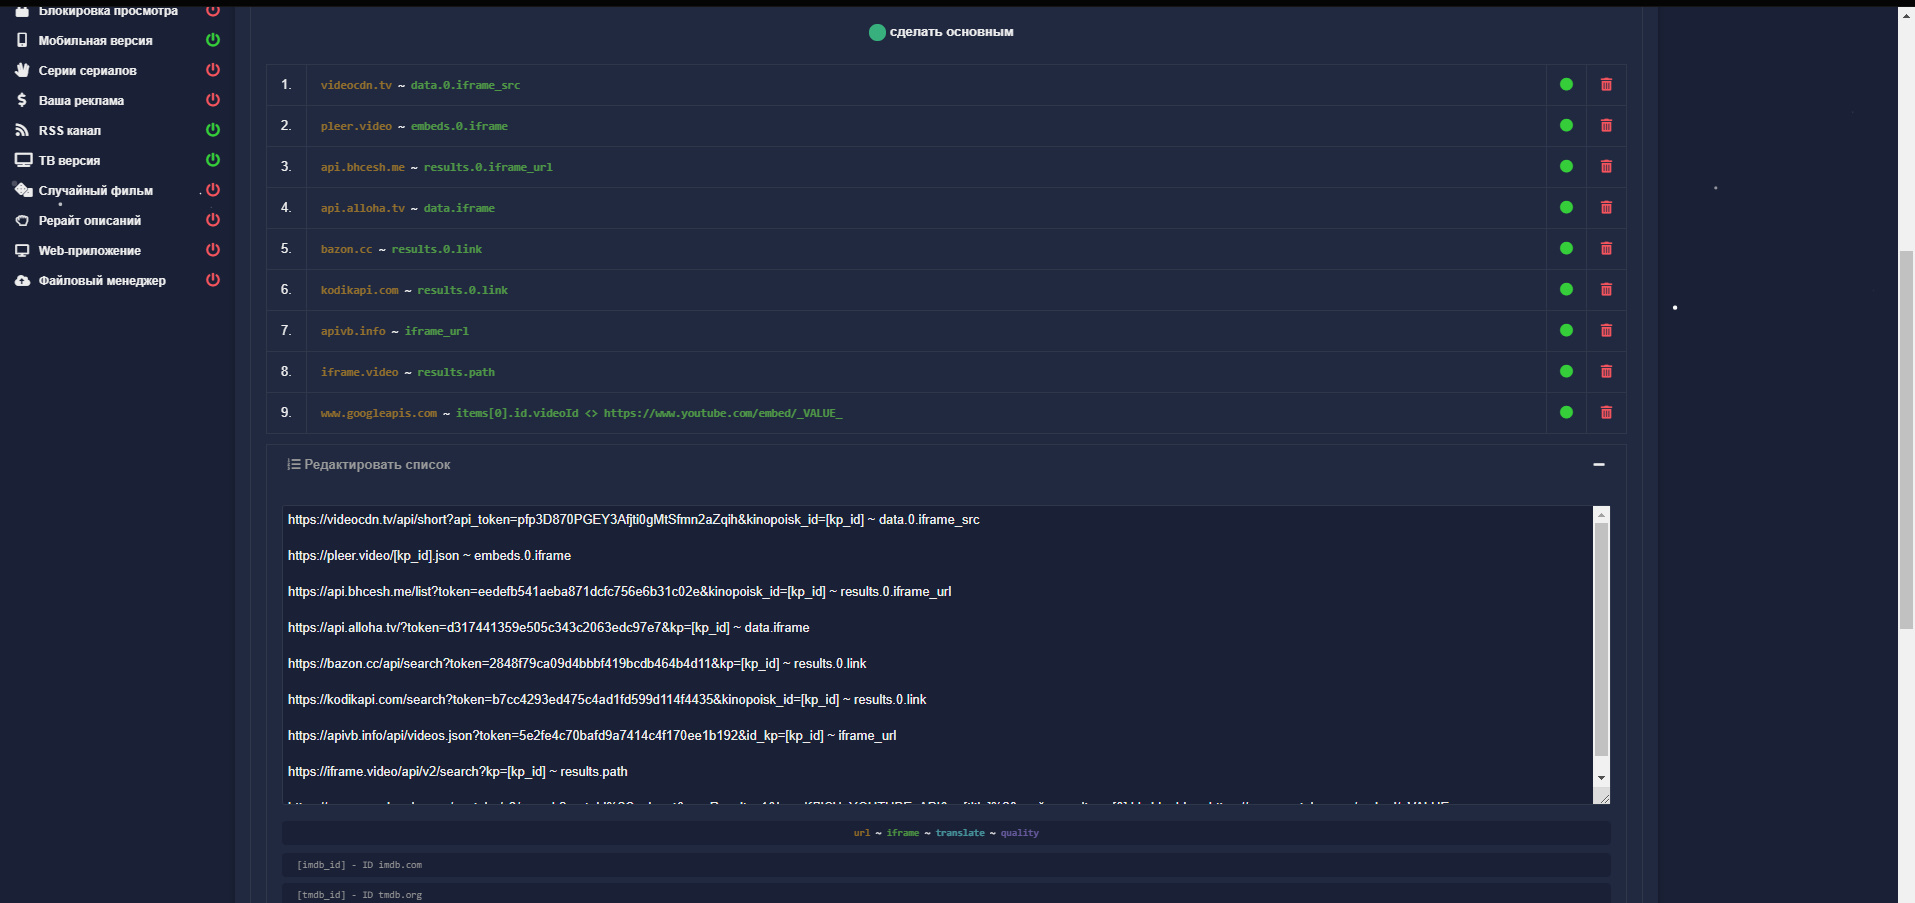 Блокировка просмотра
Мобильная версия
Серии сериалов
Ваша реклама
RSS канал
ТВ версия
Случайный фильм
Рерайт описаний
Web-приложение
Файловый менеджер
сделать основным
1. videocdn.tv ~ data.0.iframe_src
2. pleer.video ~ embeds.0.iframe
3. api.bhcesh.me ~ results.0.iframe_url
4. api.alloha.tv ~ data.iframe
5. bazon.cc ~ results.0.link
6. kodikapi.com ~ results.0.link
7. apivb.info ~ iframe_url
8. iframe.video ~ results.path
9. www.googleapis.com ~ items[0].id.videoId <> https://www.youtube.com/embed/_VALUE_
Редактировать список
https://videocdn.tv/api/short?api_token=pfp3D870PGEY3Afjti0gMtSfmn2aZqih&kinopoisk_id=[kp_id] ~ data.0.iframe_src
https://pleer.video/[kp_id].json ~ embeds.0.iframe
https://api.bhcesh.me/list?token=eedefb541aeba871dcfc756e6b31c02e&kinopoisk_id=[kp_id] ~ results.0.iframe_url
https://api.alloha.tv/?token=d317441359e505c343c2063edc97e7&kp=[kp_id] ~ data.iframe
https://bazon.cc/api/search?token=2848f79ca09d4bbbf419bcdb464b4d11&kp=[kp_id] ~ results.0.link
https://kodikapi.com/search?token=b7cc4293ed475c4ad1fd599d114f4435&kinopoisk_id=[kp_id] ~ results.0.link
https://apivb.info/api/videos.json?token=5e2fe4c70bafd9a7414c4f170ee1b192&id_kp=[kp_id] ~ iframe_url
https://iframe.video/api/v2/search?kp=[kp_id] ~ results.path
url ~ iframe ~ translate ~ quality
[imdb_id] - ID imdb.com
[tmdb_id] - ID tmdb.org